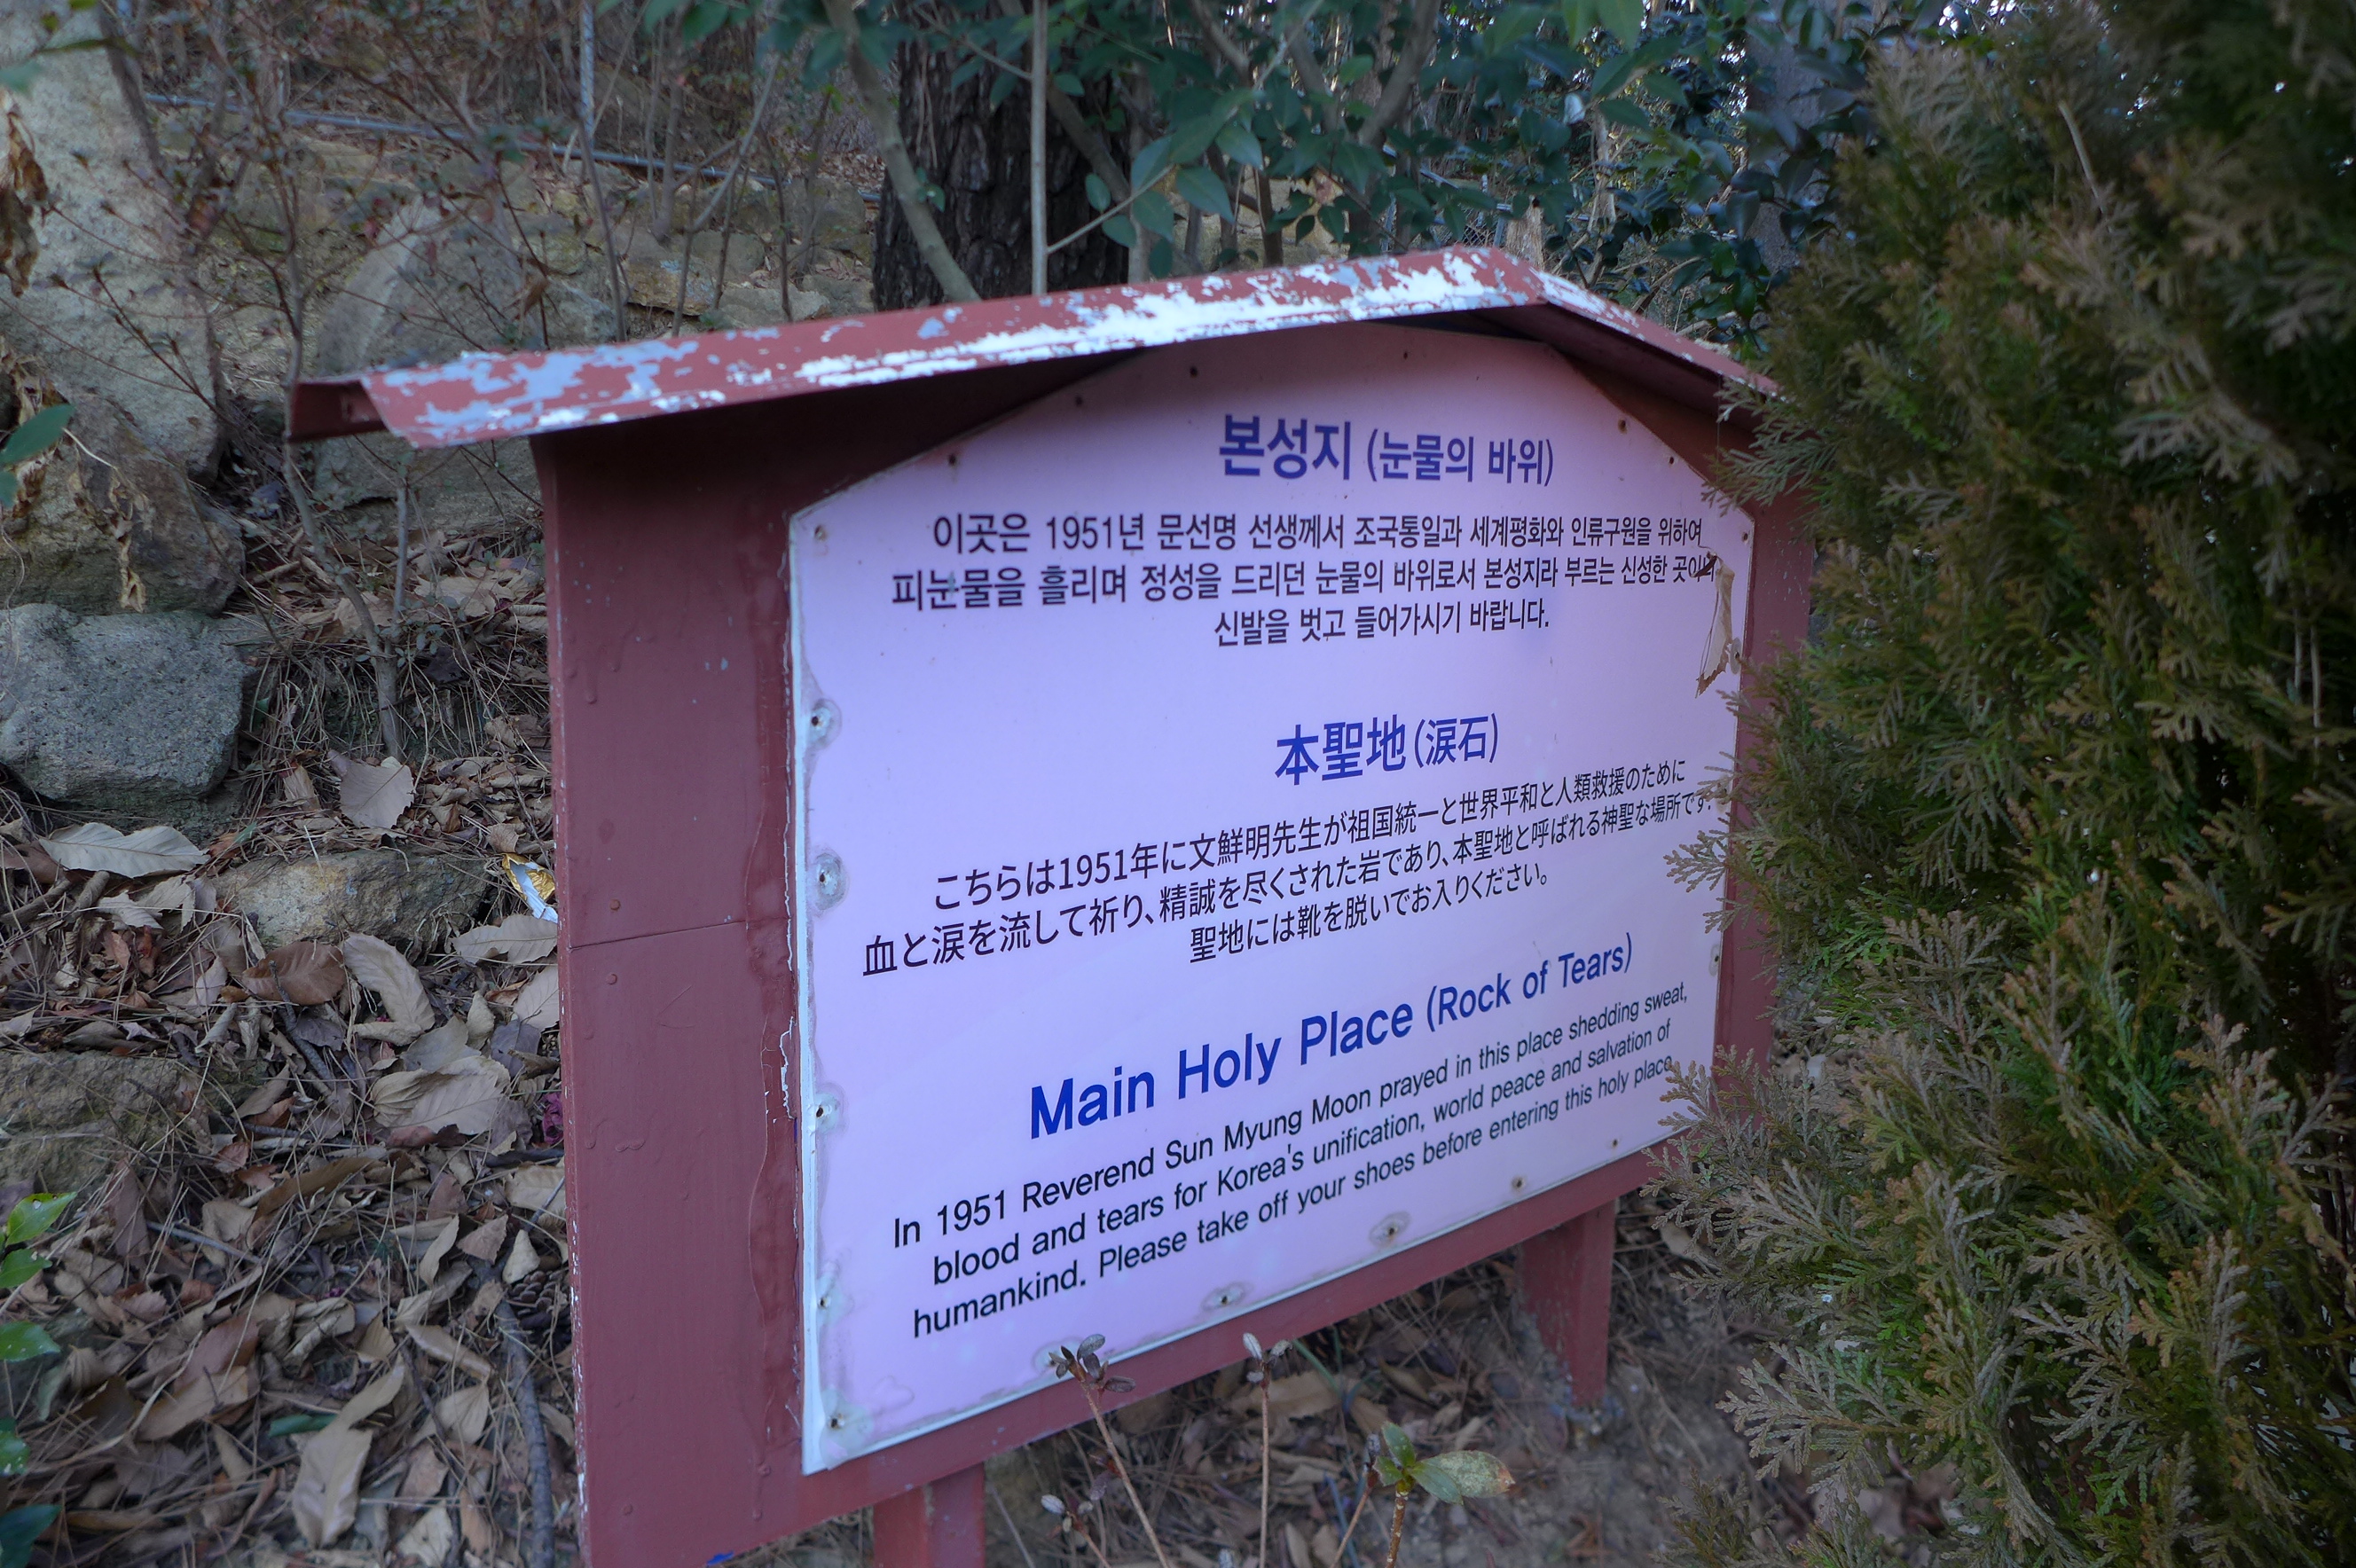 본성지 (눈물의 바위)
이곳은 1951년 문선명 선생께서 조국통일과 세계평화와 인류구원을 위하여
피눈물을 흘리며 정성을 드리던 눈물의 바위로서 본성지라 부르는 신성한
신발을 벗고 들어가시기 바랍니다.
本聖地 (涙石)
こちらは1951年に文鮮明先生が祖国統一と世界平和と人類救援のために
血と涙を流して祈り、精誠を尽くされた岩であり、本聖地と呼ばれる神聖な場所です.
聖地には靴を脱いでお入りください。
Main Holy Place (Rock of Tears)
In 1951 Reverend Sun Myung Moon prayed in this place shedding sweat,
blood and tears for Korea's unification, world peace and salvation of
humankind. Please take off your shoes before entering this holy place